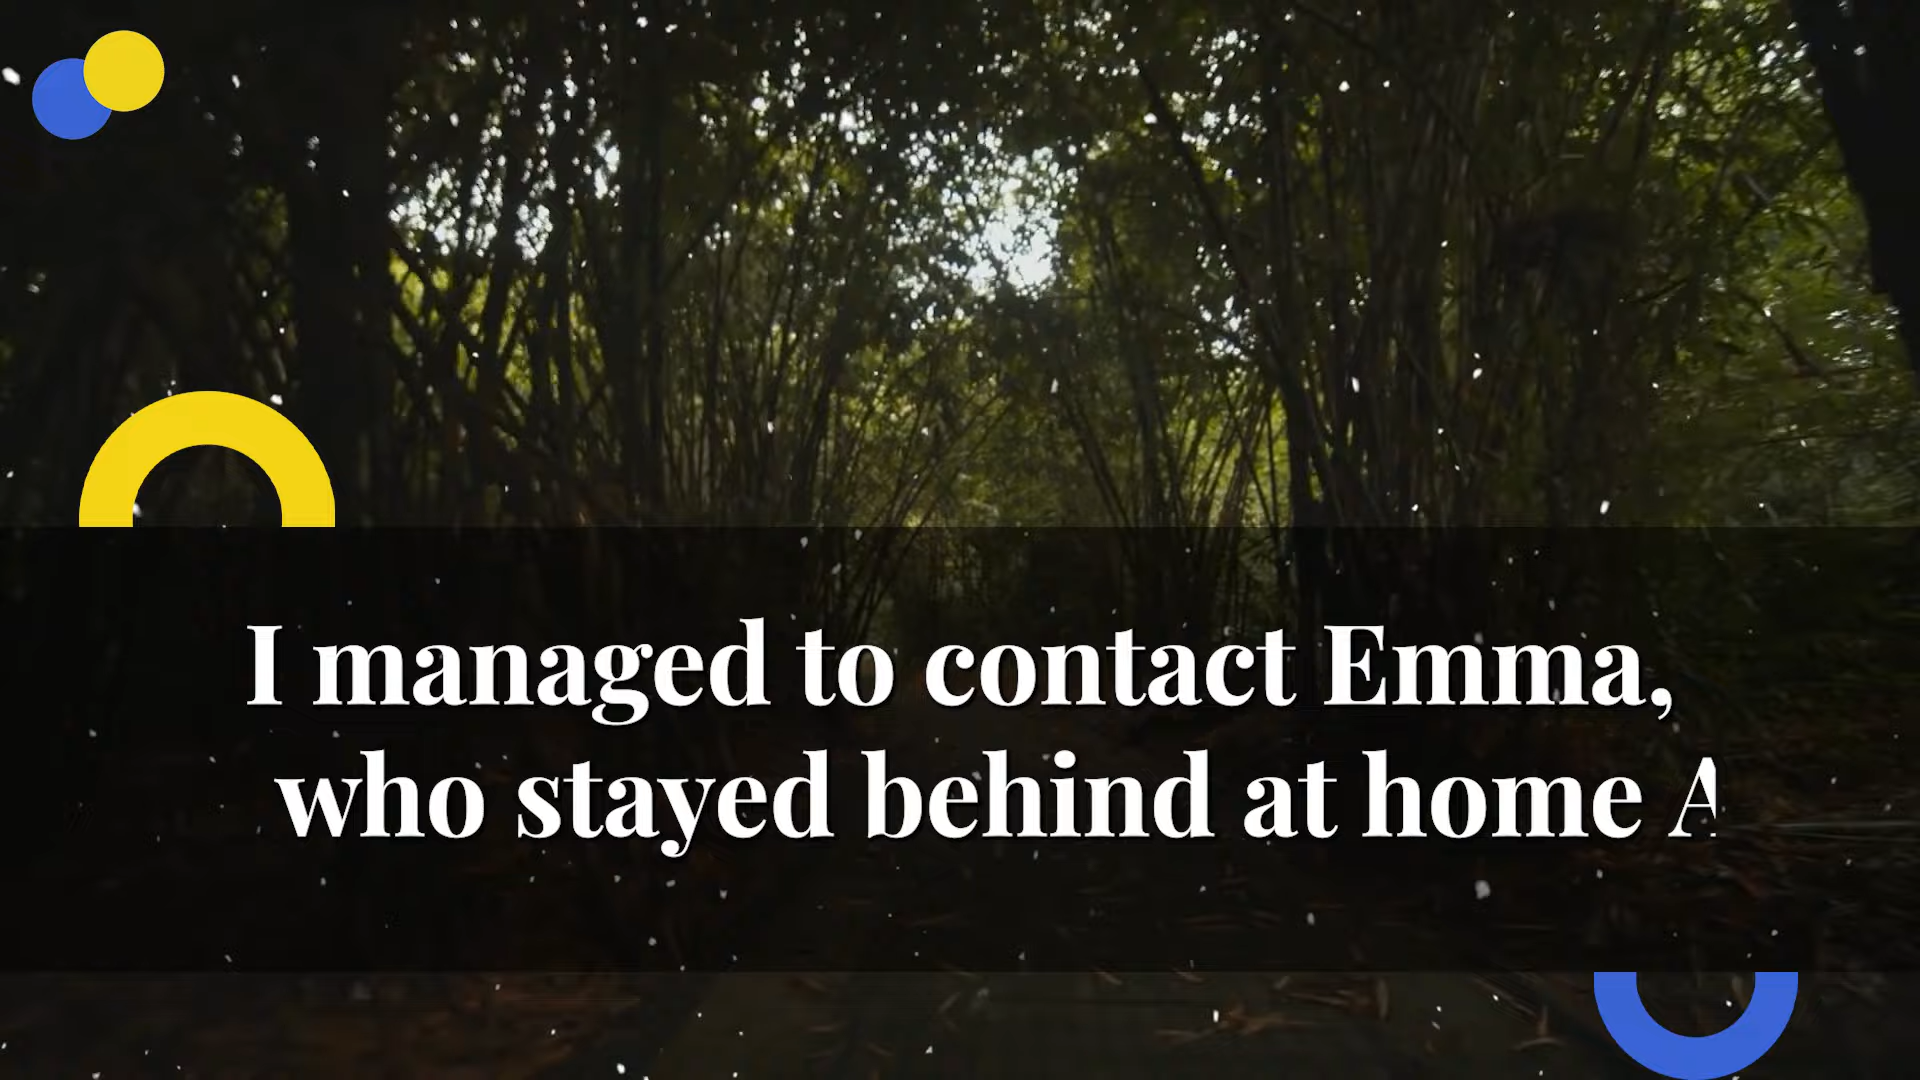 I managed to contact Emma,
who stayed behind at home